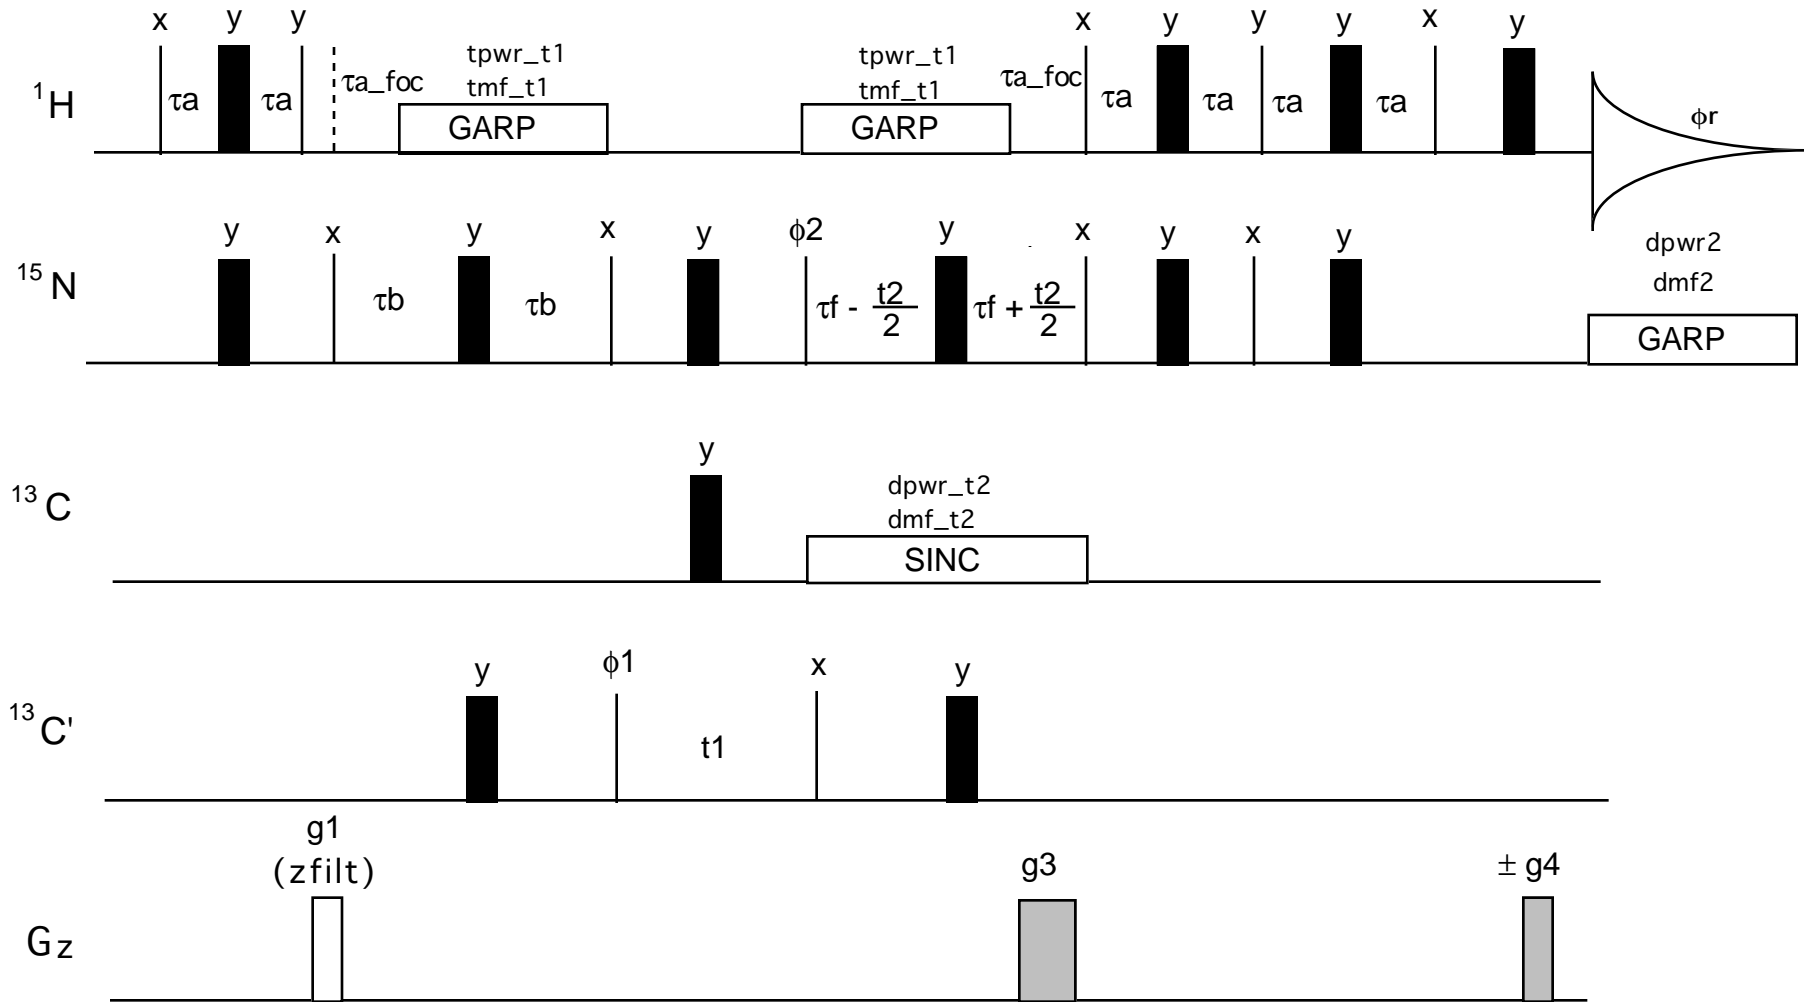 x y y x y y y x y
tpwr_t1 tpwr_t1
¹H τa τa τa_foc tmf_t1 tmf_t1 τa_foc τa τa τa τa φr
GARP GARP
y x y x y φ2 y x y x y
dpwr2
¹⁵N τb τb τf - t2/2 τf + t2/2 dmf2
GARP
y
¹³C dpwr_t2
dmf_t2
SINC
y φ1 x y
¹³C' t1
g1
(zfilt) g3 ± g4
Gz